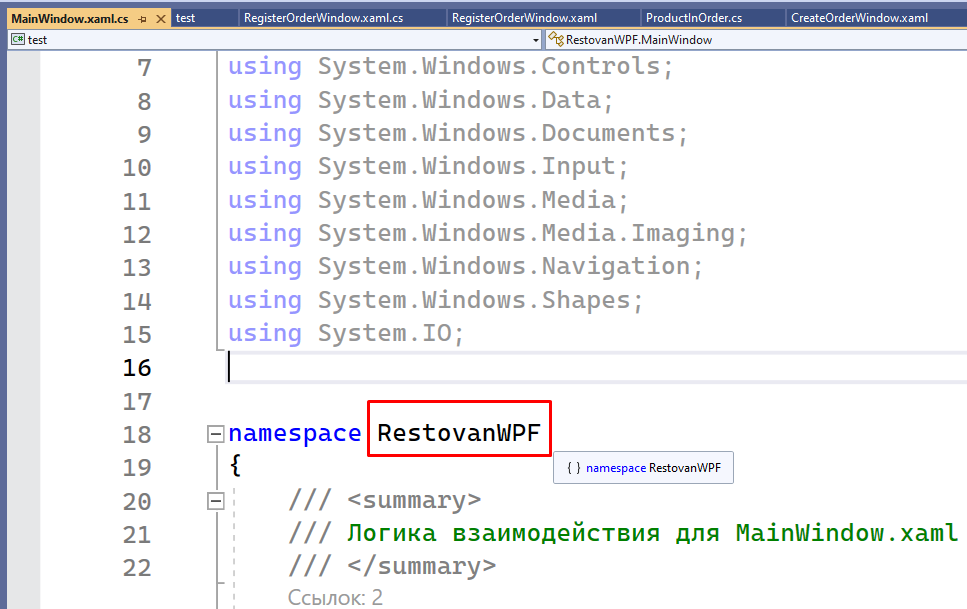 MainWindow.xaml.cs test RegisterOrderWindow.xaml.cs RegisterOrderWindow.xaml ProductInOrder.cs CreateOrderWindow.xaml
C# test RestovanWPF.MainWindow
7 using System.Windows.Controls;
8 using System.Windows.Data;
9 using System.Windows.Documents;
10 using System.Windows.Input;
11 using System.Windows.Media;
12 using System.Windows.Media.Imaging;
13 using System.Windows.Navigation;
14 using System.Windows.Shapes;
15 using System.IO;
16
17
18 namespace RestovanWPF
19 {
{ } namespace RestovanWPF
20 /// <summary>
21 /// Логика взаимодействия для MainWindow.xaml
22 /// </summary>
Ссылок: 2